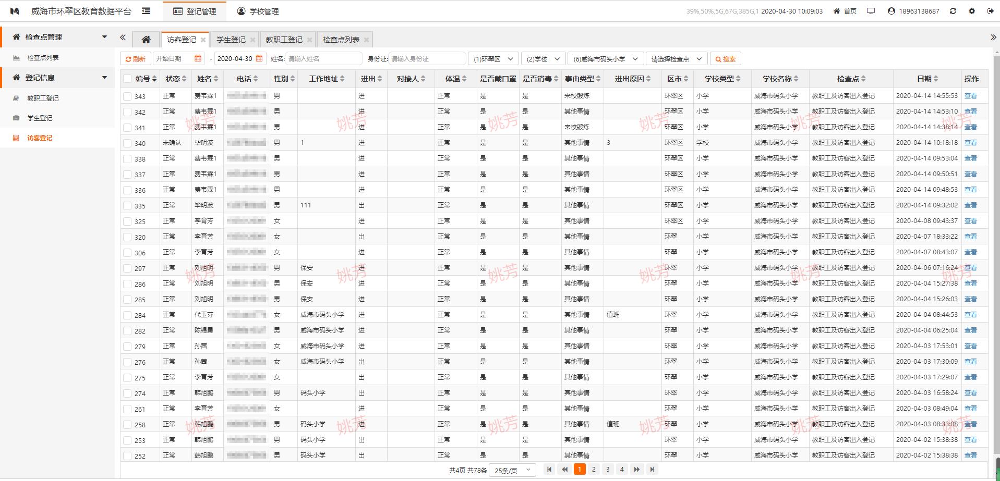 威海市环翠区教育数据平台 登记管理 学校管理 39%,50%,5G,67G,385G,1 2020-04-30 10:09:03 首页 18963138687
检查点管理
检查点列表
登记信息
教职工登记
学生登记
访客登记
访客登记 学生登记 教职工登记 检查点列表
刷新 开始日期 - 2020-04-30 姓名: 请输入姓名 身份证: 请输入身份证 (1)环翠区 (2)学校 (6)威海市码头小学 请选择检查点 搜索
编号 状态 姓名 电话 性别 工作地址 进出 对接人 体温 是否戴口罩 是否消毒 事由类型 进出原因 区市 学校类型 学校名称 检查点 日期 操作
343 正常 费韦霖1 男 进 正常 是 是 来校锻炼 环翠区 小学 威海市码头小学 教职工及访客出入登记 2020-04-14 14:55:53 查看
342 正常 费韦霖1 男 进 正常 是 是 其他事情 环翠区 小学 威海市码头小学 教职工及访客出入登记 2020-04-14 14:53:10 查看
341 正常 费韦霖1 男 进 正常 是 是 来校锻炼 环翠区 小学 威海市码头小学 教职工及访客出入登记 2020-04-14 14:38:14 查看
340 未确认 毕明波 男 1 进 正常 是 是 其他事情 3 环翠区 学校 威海市码头小学 教职工及访客出入登记 2020-04-14 10:18:18 查看
338 正常 费韦霖1 男 进 正常 是 是 其他事情 环翠区 小学 威海市码头小学 教职工及访客出入登记 2020-04-14 09:53:04 查看
337 正常 费韦霖1 男 进 正常 是 是 其他事情 环翠区 小学 威海市码头小学 教职工及访客出入登记 2020-04-14 09:50:51 查看
336 正常 费韦霖1 男 进 正常 是 是 其他事情 环翠区 小学 威海市码头小学 教职工及访客出入登记 2020-04-14 09:48:53 查看
335 正常 毕明波 男 111 出 正常 是 是 其他事情 环翠区 小学 威海市码头小学 教职工及访客出入登记 2020-04-14 09:32:02 查看
325 正常 李育芳 女 进 正常 是 是 其他事情 环翠区 小学 威海市码头小学 教职工及访客出入登记 2020-04-08 09:43:37 查看
320 正常 李育芳 女 出 正常 是 是 其他事情 环翠 小学 威海市码头小学 教职工及访客出入登记 2020-04-07 18:33:22 查看
306 正常 李育芳 女 进 正常 是 是 其他事情 环翠 小学 威海市码头小学 教职工及访客出入登记 2020-04-07 08:43:07 查看
297 正常 刘旭明 男 保安 进 正常 是 是 其他事情 环翠 小学 威海市码头小学 教职工及访客出入登记 2020-04-06 07:16:24 查看
286 正常 刘旭明 男 保安 进 正常 是 是 其他事情 环翠 小学 威海市码头小学 教职工及访客出入登记 2020-04-04 15:27:38 查看
285 正常 刘旭明 男 保安 进 正常 是 是 其他事情 环翠 小学 威海市码头小学 教职工及访客出入登记 2020-04-04 15:26:03 查看
284 正常 代玉芬 女 威海市码头小学 进 正常 是 是 其他事情 值班 环翠 小学 威海市码头小学 教职工及访客出入登记 2020-04-04 08:44:53 查看
282 正常 陈锡勇 男 威海市码头小学 进 正常 是 是 其他事情 环翠 小学 威海市码头小学 教职工及访客出入登记 2020-04-04 06:25:04 查看
279 正常 孙茜 女 威海市码头小学 进 正常 是 是 其他事情 环翠 小学 威海市码头小学 教职工及访客出入登记 2020-04-03 17:53:01 查看
276 正常 孙茜 女 威海市码头小学 出 正常 是 是 其他事情 环翠 小学 威海市码头小学 教职工及访客出入登记 2020-04-03 17:30:09 查看
275 正常 李育芳 女 出 正常 是 是 其他事情 环翠 小学 威海市码头小学 教职工及访客出入登记 2020-04-03 17:29:07 查看
274 正常 韩旭鹏 男 码头小学 出 正常 是 是 其他事情 环翠 小学 威海市码头小学 教职工及访客出入登记 2020-04-03 16:58:24 查看
261 正常 李育芳 女 进 正常 是 是 其他事情 环翠 小学 威海市码头小学 教职工及访客出入登记 2020-04-03 08:49:04 查看
258 正常 韩旭鹏 男 码头小学 进 正常 是 是 其他事情 值班 环翠 小学 威海市码头小学 教职工及访客出入登记 2020-04-03 08:33:08 查看
253 正常 韩旭鹏 男 码头小学 出 正常 是 是 其他事情 环翠 小学 威海市码头小学 教职工及访客出入登记 2020-04-02 15:38:38 查看
252 正常 韩旭鹏 男 码头小学 出 正常 是 是 其他事情 环翠 小学 威海市码头小学 教职工及访客出入登记 2020-04-02 15:38:38 查看
姚芳 姚芳 姚芳 姚芳 姚芳 姚芳
姚芳 姚芳 姚芳 姚芳 姚芳 姚芳
姚芳 姚芳 姚芳 姚芳 姚芳 姚芳
共4页 共78条 25条/页 1 2 3 4